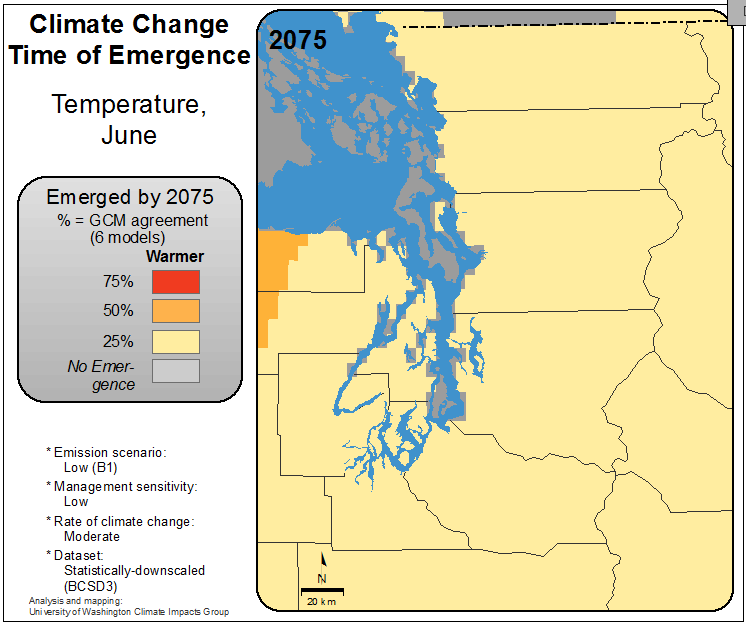 Climate Change
Time of Emergence
Temperature,
June
Emerged by 2075
% = GCM agreement
(6 models)
Warmer
75%
50%
25%
No Emer-
gence
* Emission scenario:
Low (B1)
* Management sensitivity:
Low
* Rate of climate change:
Moderate
* Dataset:
Statistically-downscaled
(BCSD3)
Analysis and mapping:
University of Washington Climate Impacts Group
2075
N
20 km